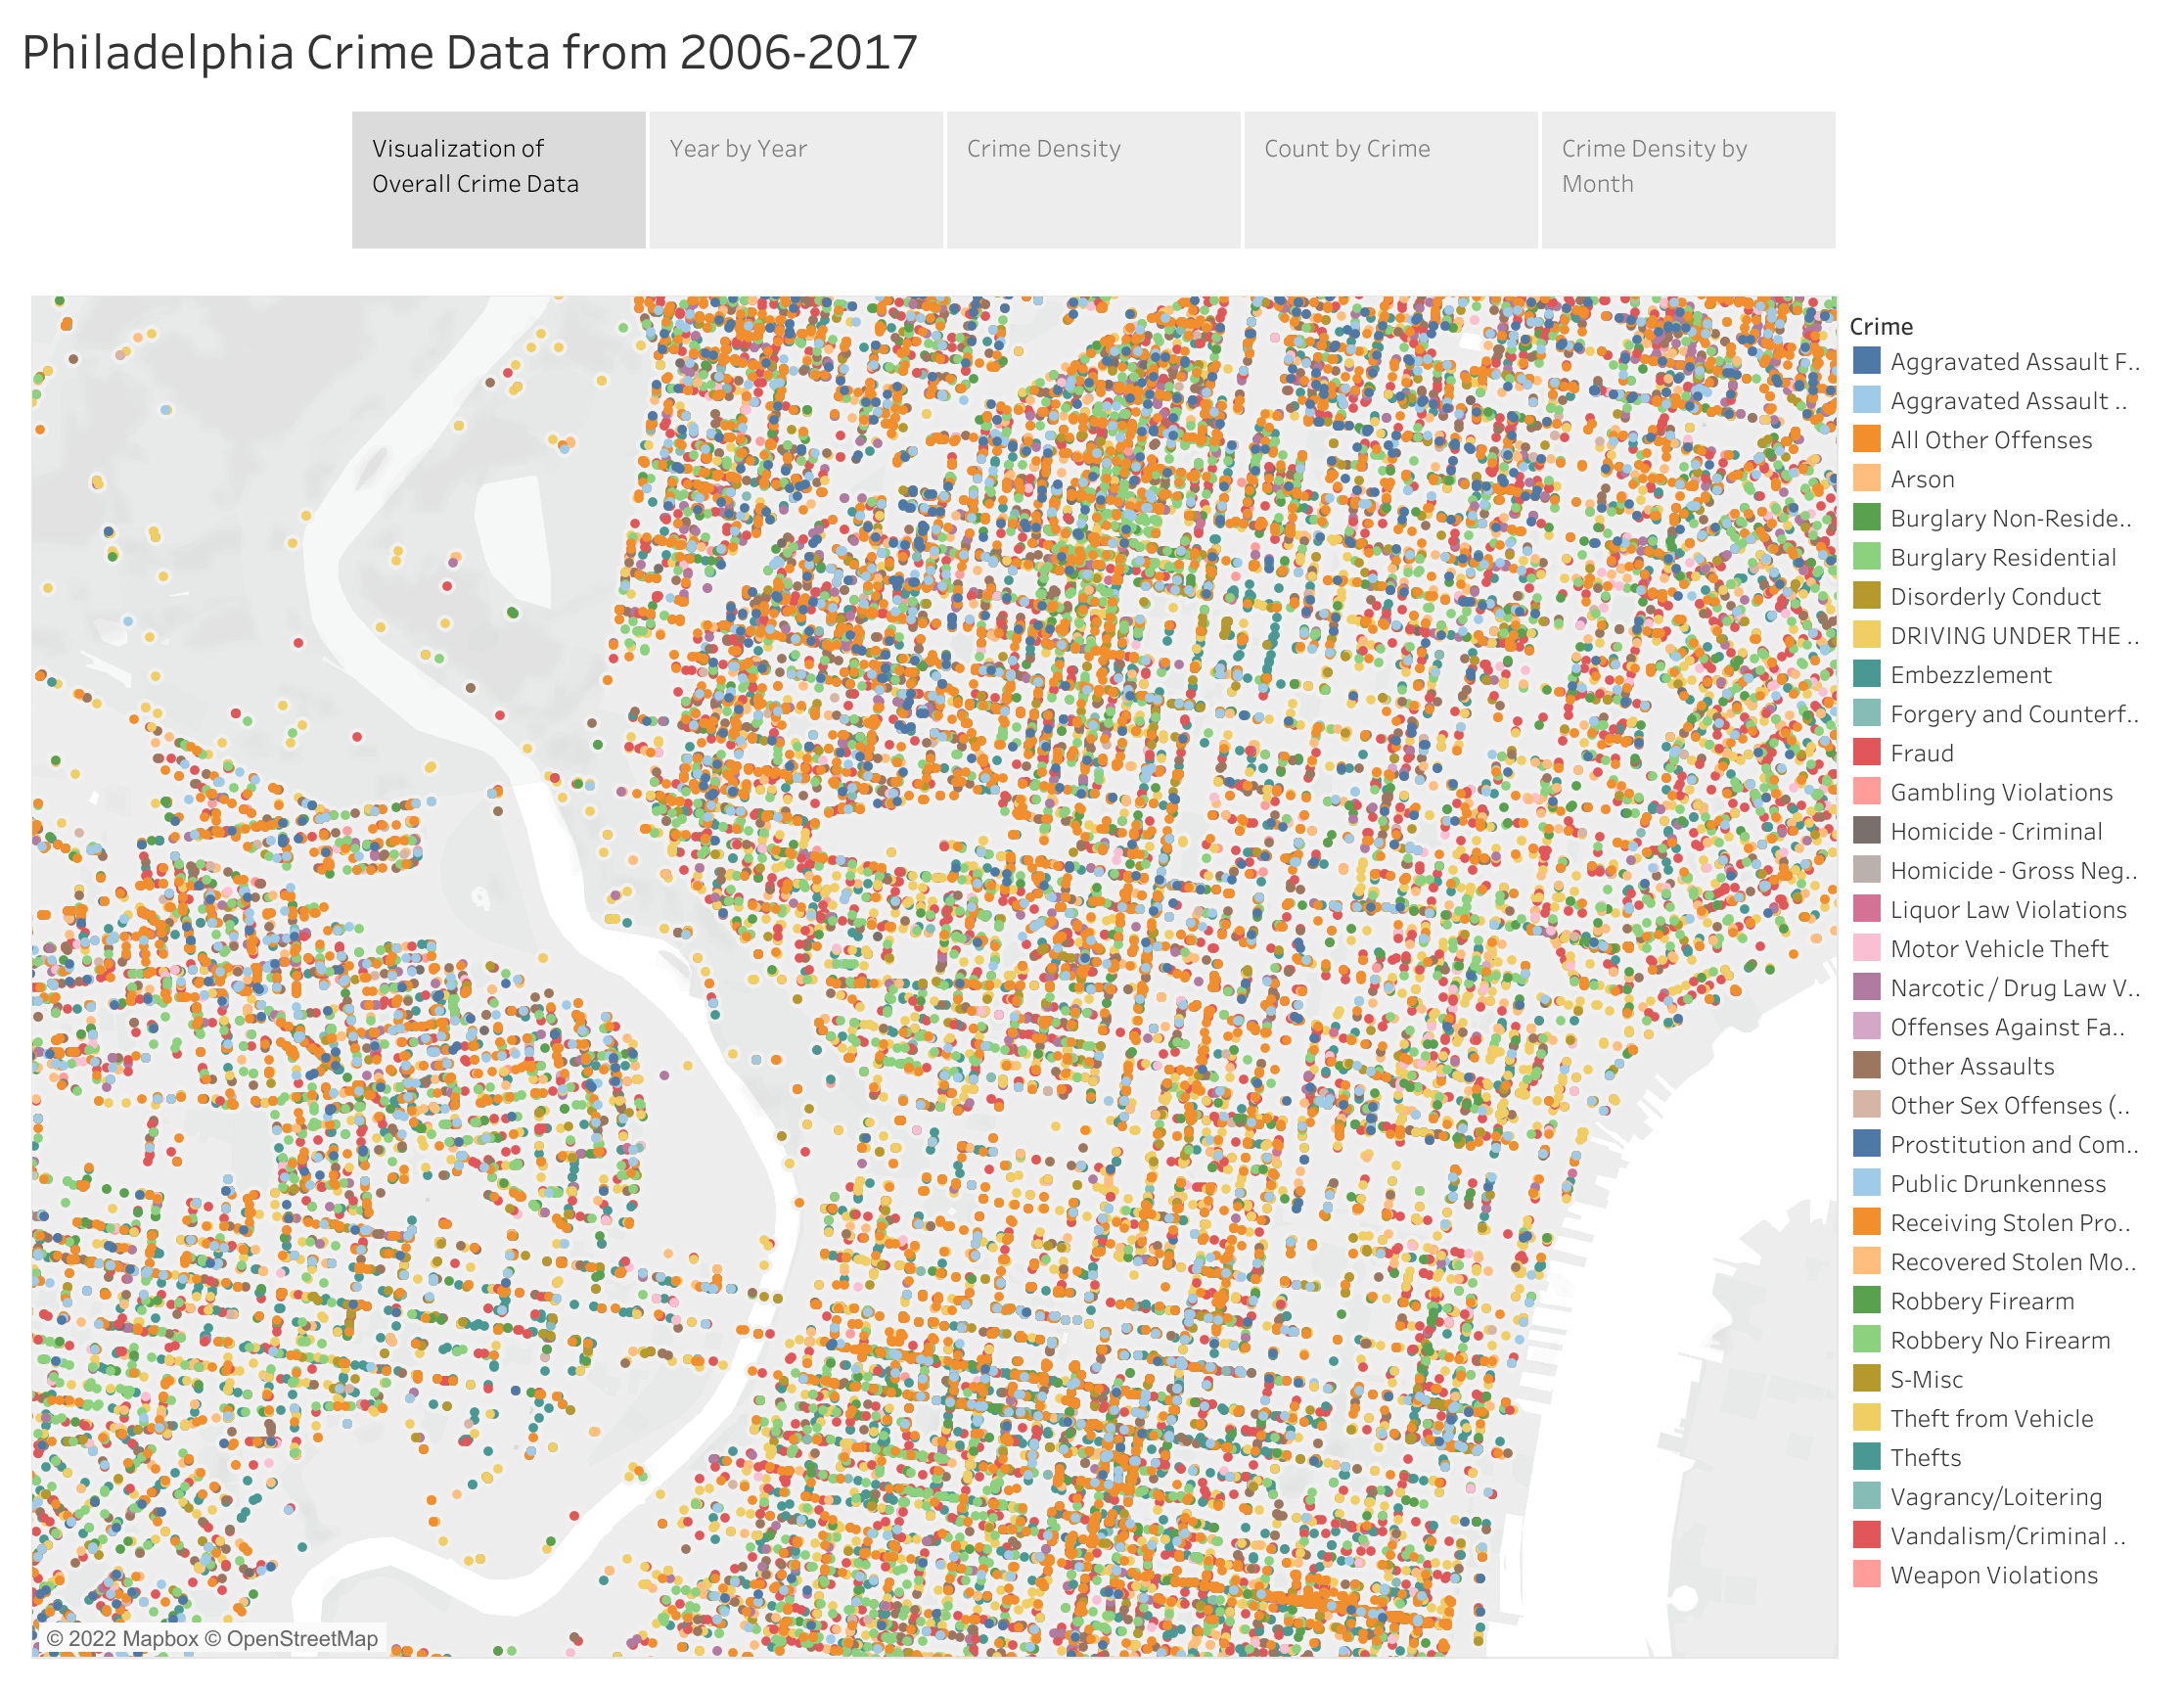 Philadelphia Crime Data from 2006-2017
Visualization of
Overall Crime Data
Year by Year
Crime Density
Count by Crime
Crime Density by
Month
Crime
Aggravated Assault F..
Aggravated Assault ..
All Other Offenses
Arson
Burglary Non-Reside..
Burglary Residential
Disorderly Conduct
DRIVING UNDER THE ..
Embezzlement
Forgery and Counterf..
Fraud
Gambling Violations
Homicide - Criminal
Homicide - Gross Neg..
Liquor Law Violations
Motor Vehicle Theft
Narcotic / Drug Law V..
Offenses Against Fa..
Other Assaults
Other Sex Offenses (..
Prostitution and Com..
Public Drunkenness
Receiving Stolen Pro..
Recovered Stolen Mo..
Robbery Firearm
Robbery No Firearm
S-Misc
Theft from Vehicle
Thefts
Vagrancy/Loitering
Vandalism/Criminal ..
Weapon Violations
© 2022 Mapbox © OpenStreetMap